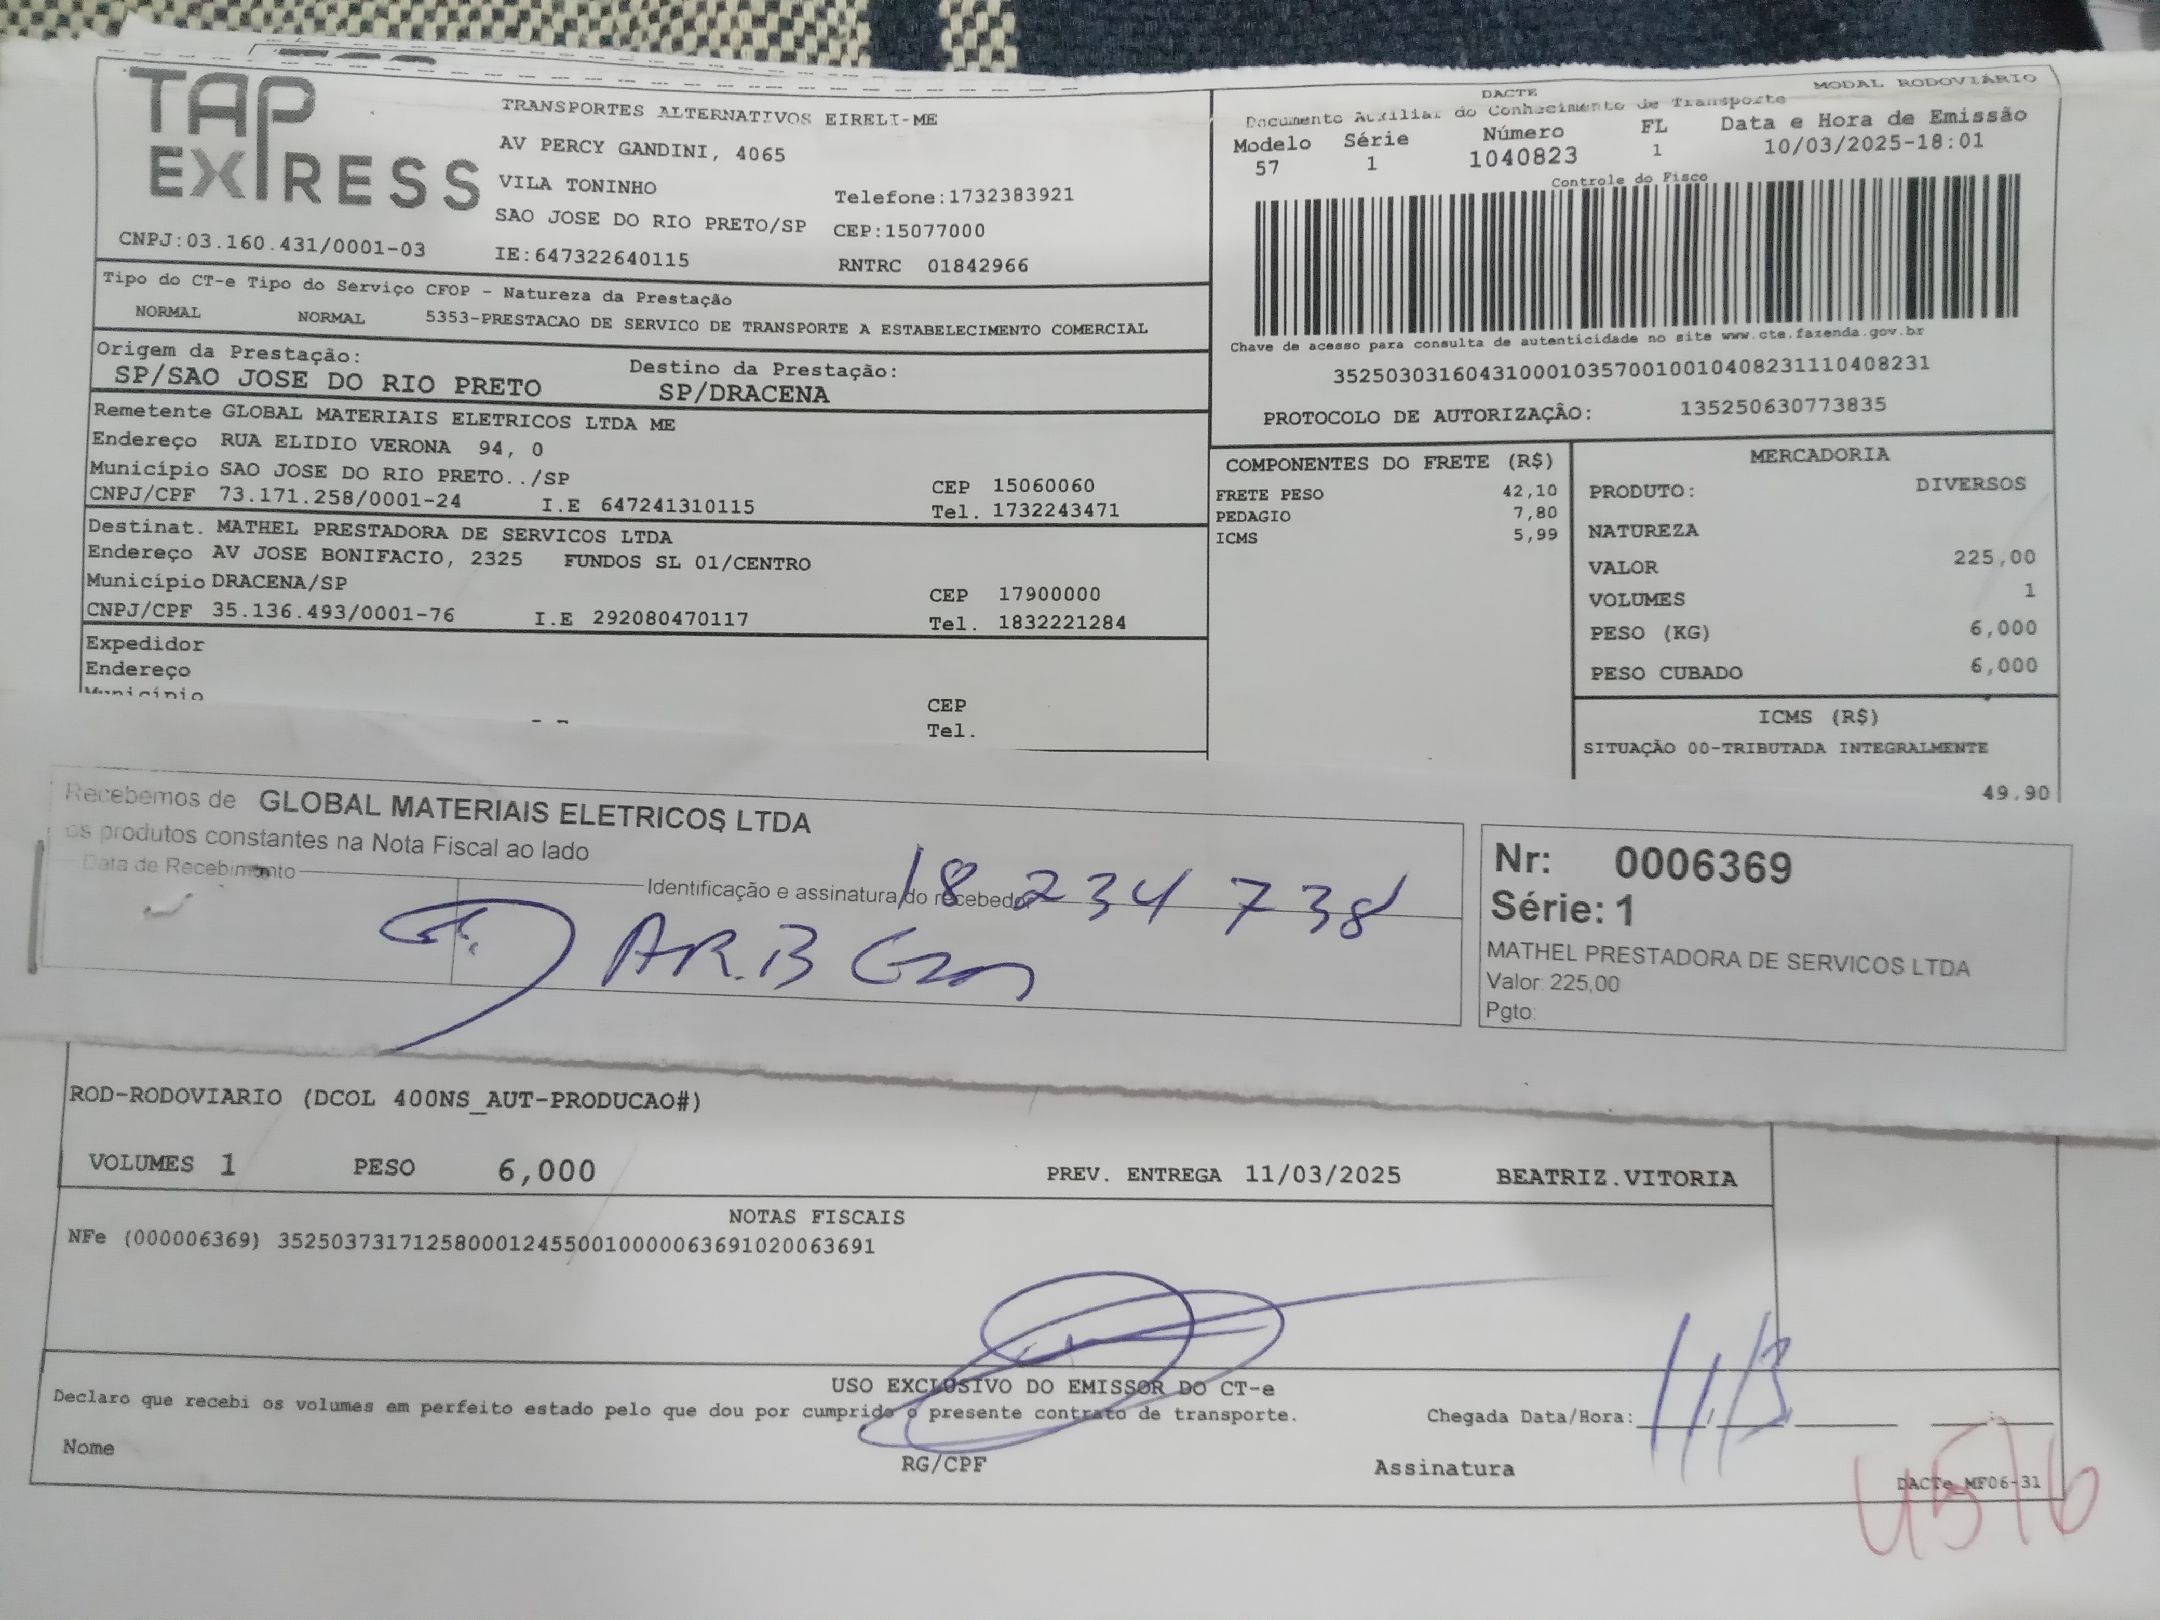 TAP EXPRESS
TRANSPORTES ALTERNATIVOS EIRELI-ME
AV PERCY GANDINI, 4065
VILA TONINHO Telefone:1732383921
SAO JOSE DO RIO PRETO/SP CEP:15077000
CNPJ:03.160.431/0001-03 IE:647322640115 RNTRC 01842966
Tipo do CT-e Tipo do Serviço CFOP - Natureza da Prestação
NORMAL NORMAL 5353-PRESTACAO DE SERVICO DE TRANSPORTE A ESTABELECIMENTO COMERCIAL
Origem da Prestação: Destino da Prestação:
SP/SAO JOSE DO RIO PRETO SP/DRACENA
Remetente GLOBAL MATERIAIS ELETRICOS LTDA ME
Endereço RUA ELIDIO VERONA 94, 0
Município SAO JOSE DO RIO PRETO../SP CEP 15060060
CNPJ/CPF 73.171.258/0001-24 I.E 647241310115 Tel. 1732243471
Destinat. MATHEL PRESTADORA DE SERVICOS LTDA
Endereço AV JOSE BONIFACIO, 2325 FUNDOS SL 01/CENTRO
Município DRACENA/SP CEP 17900000
CNPJ/CPF 35.136.493/0001-76 I.E 292080470117 Tel. 1832221284
Expedidor
Endereço
Município CEP
Tel.
DACTE MODAL RODOVIÁRIO
Documento Auxiliar do Conhecimento de Transporte
Modelo Série Número FL Data e Hora de Emissão
57 1 1040823 1 10/03/2025-18:01
Controle do Fisco
Chave de acesso para consulta de autenticidade no site www.cte.fazenda.gov.br
35250303160431000103570010010408231110408231
PROTOCOLO DE AUTORIZAÇÃO: 135250630773835
COMPONENTES DO FRETE (R$)
FRETE PESO 42,10
PEDAGIO 7,80
ICMS 5,99
MERCADORIA
PRODUTO: DIVERSOS
NATUREZA
VALOR 225,00
VOLUMES 1
PESO (KG) 6,000
PESO CUBADO 6,000
ICMS (R$)
SITUAÇÃO 00-TRIBUTADA INTEGRALMENTE
49.90
Recebemos de GLOBAL MATERIAIS ELETRICOS LTDA
os produtos constantes na Nota Fiscal ao lado
Data de Recebimento Identificação e assinatura do recebedor
18 234 738
Nr: 0006369
Série: 1
MATHEL PRESTADORA DE SERVICOS LTDA
Valor: 225,00
Pgto:
ROD-RODOVIARIO (DCOL 400NS_AUT-PRODUCAO#)
VOLUMES 1 PESO 6,000 PREV. ENTREGA 11/03/2025 BEATRIZ.VITORIA
NOTAS FISCAIS
NFe (000006369) 35250373171258000124550010000063691020063691
USO EXCLUSIVO DO EMISSOR DO CT-e
Declaro que recebi os volumes em perfeito estado pelo que dou por cumprido o presente contrato de transporte. Chegada Data/Hora: 11/3
Nome RG/CPF Assinatura
DACTe_MF06-31